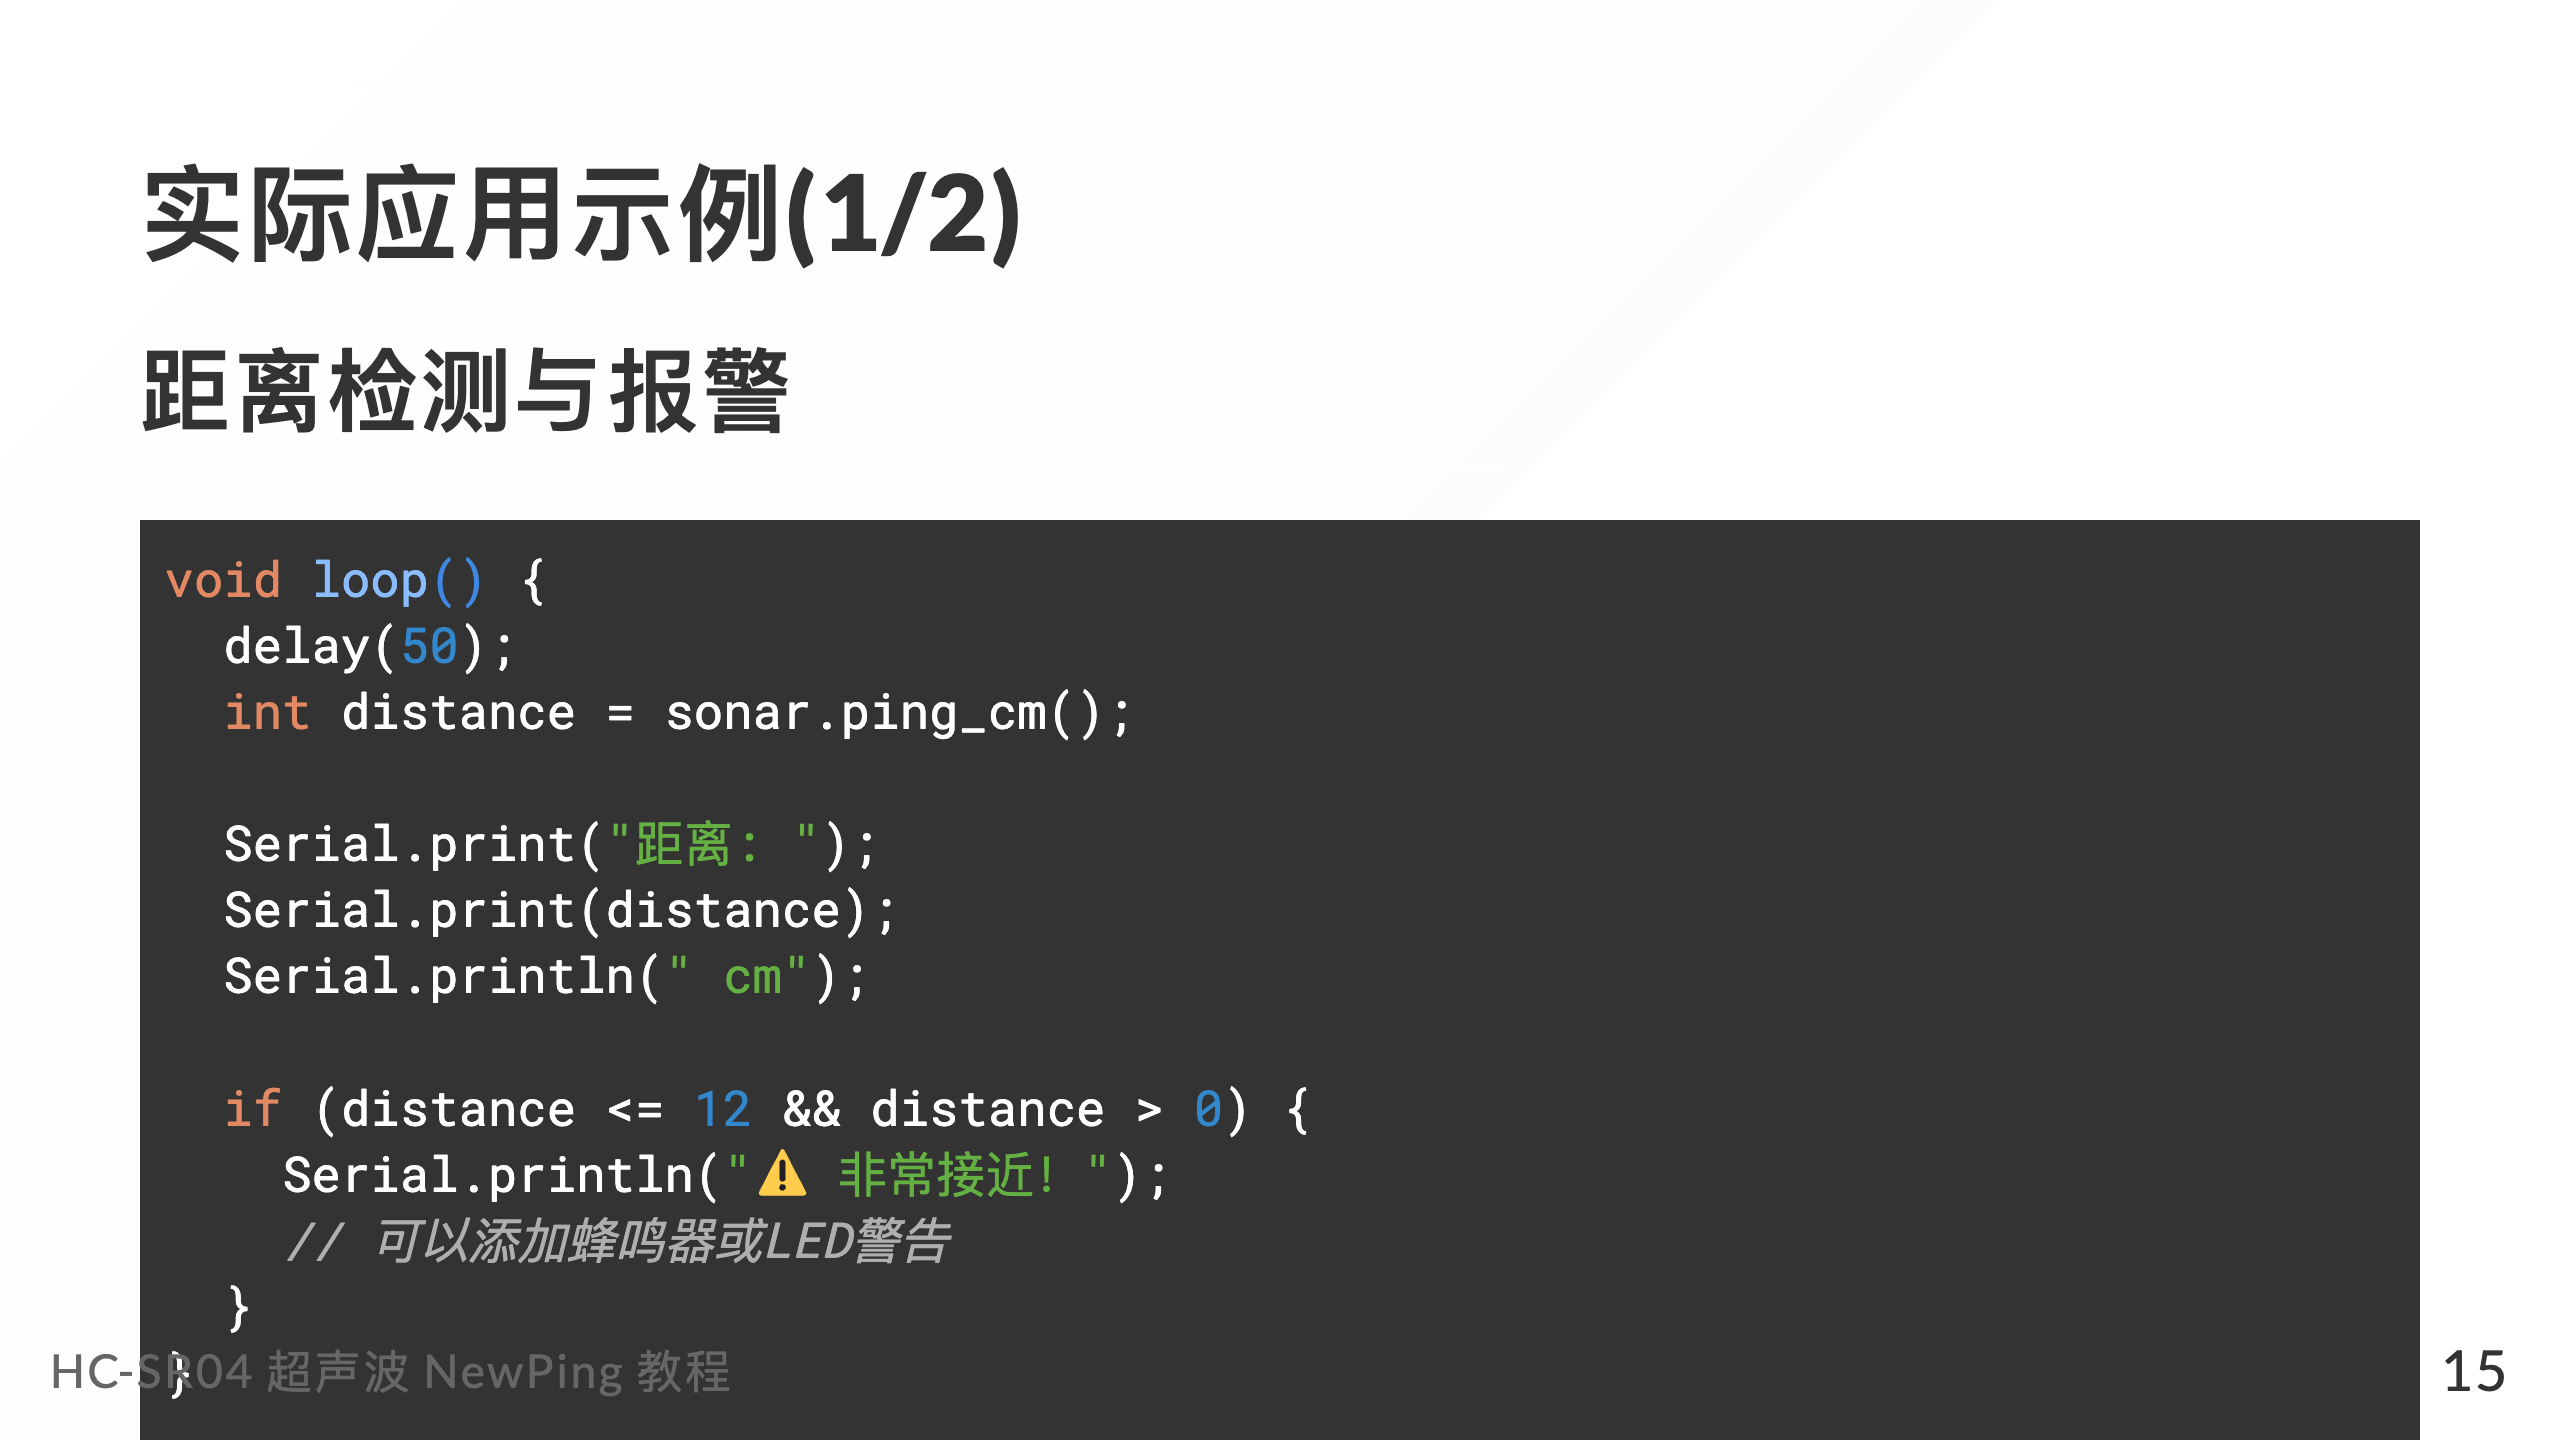 实际应用示例(1/2)
距离检测与报警
void loop() {
  delay(50);
  int distance = sonar.ping_cm();

  Serial.print("距离: ");
  Serial.print(distance);
  Serial.println(" cm");

  if (distance <= 12 && distance > 0) {
    Serial.println("⚠️ 非常接近! ");
    // 可以添加蜂鸣器或LED警告
  }
}
HC-SR04 超声波 NewPing 教程
15